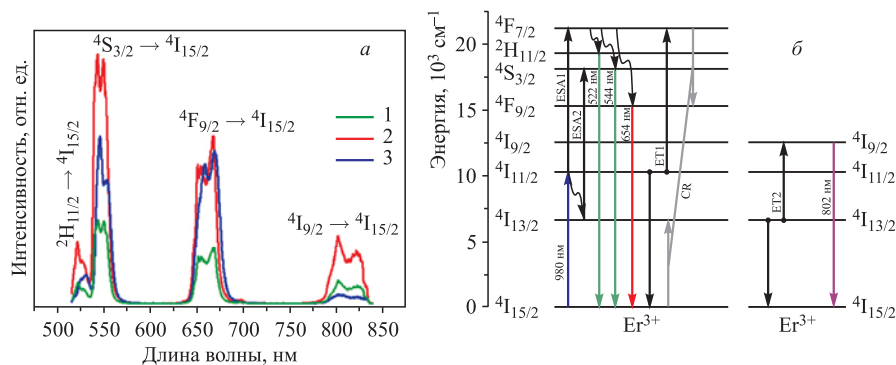 а
⁴S₃/₂ → ⁴I₁₅/₂
⁴F₉/₂ → ⁴I₁₅/₂
²H₁₁/₂ → ⁴I₁₅/₂
⁴I₉/₂ → ⁴I₁₅/₂
1
2
3
Интенсивность, отн. ед.
500 550 600 650 700 750 800 850
Длина волны, нм
б
Энергия, 10³ см⁻¹
20
15
10
5
0
⁴F₇/₂
²H₁₁/₂
⁴S₃/₂
⁴F₉/₂
⁴I₉/₂
⁴I₁₁/₂
⁴I₁₃/₂
⁴I₁₅/₂
980 нм
ESA1
ESA2
522 нм
544 нм
654 нм
ET1
CR
Er³⁺
ET2
802 нм
⁴I₉/₂
⁴I₁₁/₂
⁴I₁₃/₂
⁴I₁₅/₂
Er³⁺